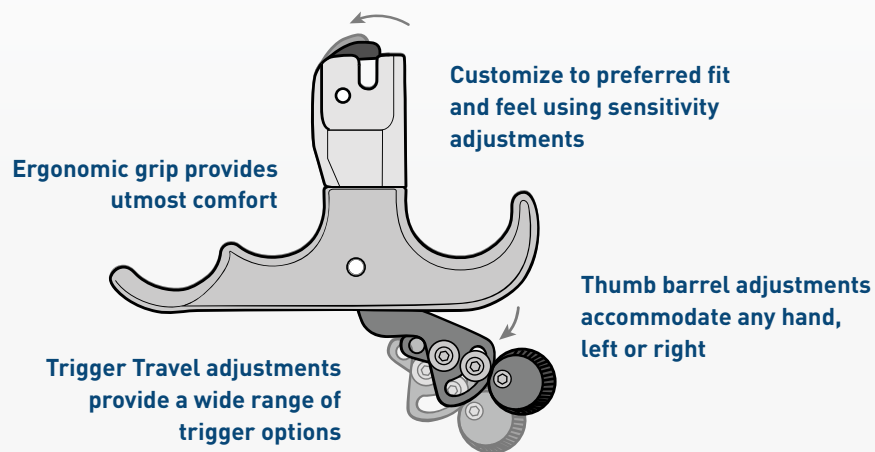 Customize to preferred fit
and feel using sensitivity
adjustments
Ergonomic grip provides
utmost comfort
Thumb barrel adjustments
accommodate any hand,
left or right
Trigger Travel adjustments
provide a wide range of
trigger options